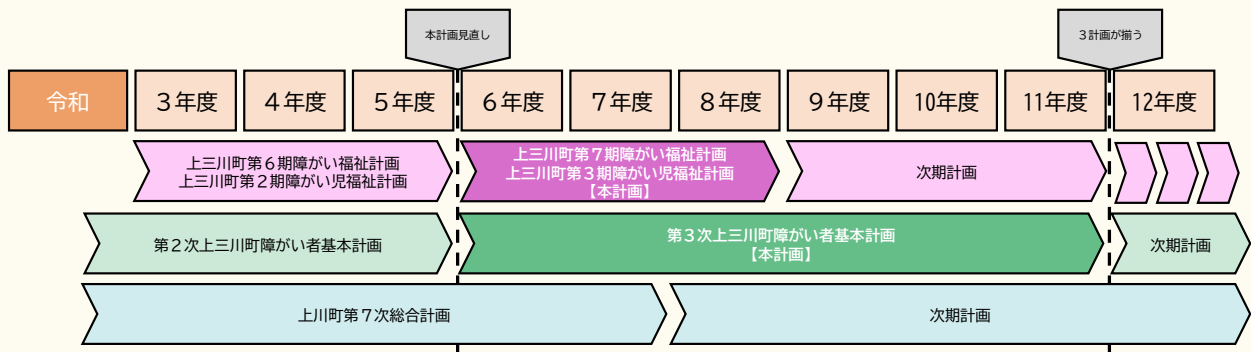 本計画見直し
３計画が揃う
令和
３年度
４年度
５年度
６年度
７年度
８年度
９年度
10年度
11年度
12年度
上三川町第６期障がい福祉計画
上三川町第２期障がい児福祉計画
上三川町第７期障がい福祉計画
上三川町第３期障がい児福祉計画
【本計画】
次期計画
第２次上三川町障がい者基本計画
第３次上三川町障がい者基本計画
【本計画】
次期計画
上川町第７次総合計画
次期計画